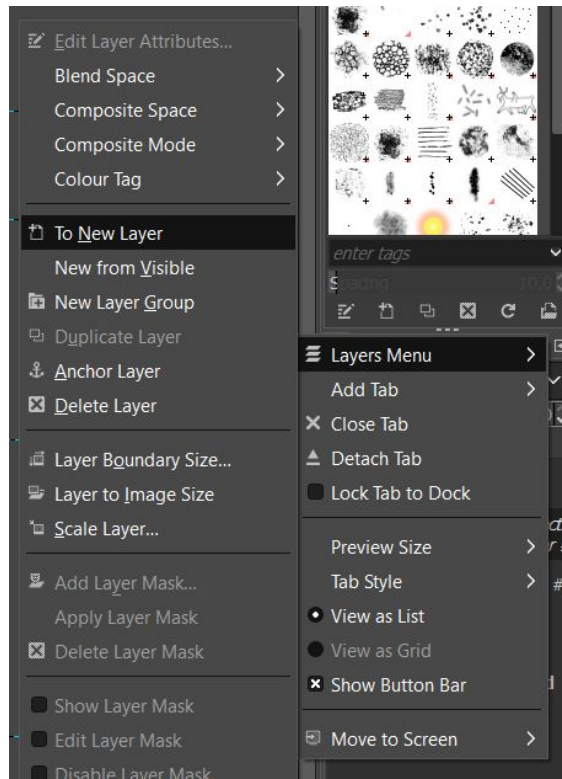 Edit Layer Attributes...
Blend Space
Composite Space
Composite Mode
Colour Tag
To New Layer
New from Visible
New Layer Group
Duplicate Layer
Anchor Layer
Delete Layer
Layer Boundary Size...
Layer to Image Size
Scale Layer...
Add Layer Mask...
Apply Layer Mask
Delete Layer Mask
Show Layer Mask
Edit Layer Mask
Disable Layer Mask
enter tags
Spacing 10,0
Layers Menu
Add Tab
Close Tab
Detach Tab
Lock Tab to Dock
Preview Size
Tab Style
View as List
View as Grid
Show Button Bar
Move to Screen